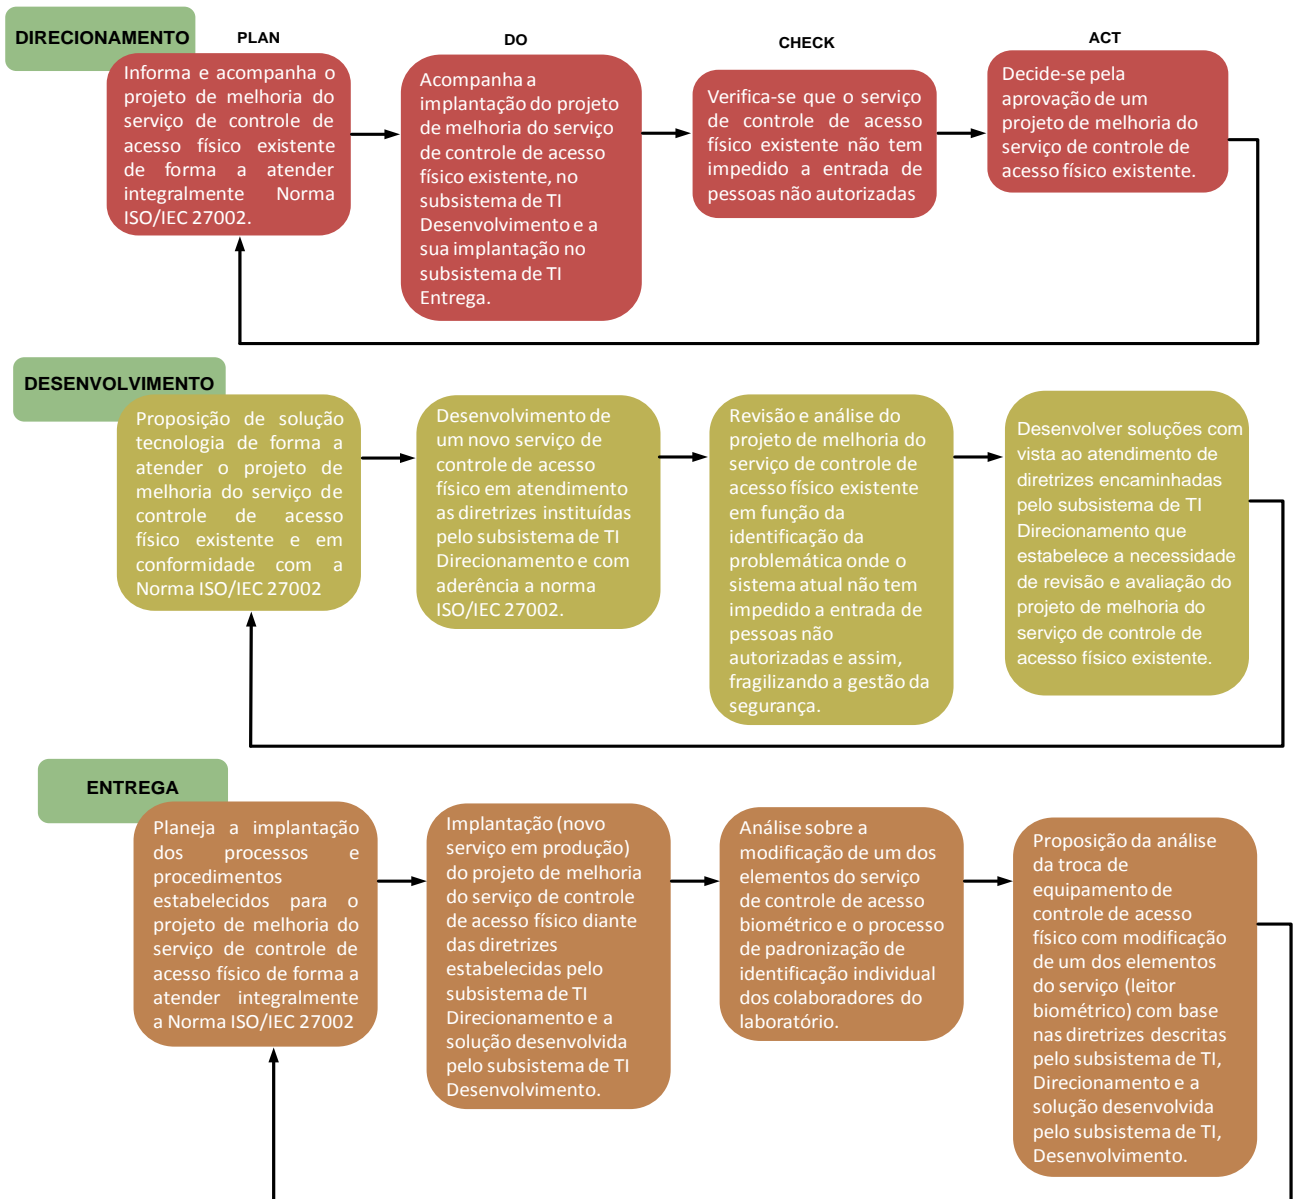 DIRECIONAMENTO
PLAN
DO
CHECK
ACT
Informa e acompanha o
projeto de melhoria do
serviço de controle de
acesso físico existente
de forma a atender
integralmente Norma
ISO/IEC 27002.
Acompanha a
implantação do projeto
de melhoria do serviço
de controle de acesso
físico existente, no
subsistema de TI
Desenvolvimento e a
sua implantação no
subsistema de TI
Entrega.
Verifica-se que o serviço
de controle de acesso
físico existente não tem
impedido a entrada de
pessoas não autorizadas
Decide-se pela
aprovação de um
projeto de melhoria do
serviço de controle de
acesso físico existente.
DESENVOLVIMENTO
Proposição de solução
tecnologia de forma a
atender o projeto de
melhoria do serviço de
controle de acesso
físico existente e em
conformidade com a
Norma ISO/IEC 27002
Desenvolvimento de
um novo serviço de
controle de acesso
físico em atendimento
as diretrizes instituídas
pelo subsistema de TI
Direcionamento e com
aderência a norma
ISO/IEC 27002.
Revisão e análise do
projeto de melhoria do
serviço de controle de
acesso físico existente
em função da
identificação da
problemática onde o
sistema atual não tem
impedido a entrada de
pessoas não
autorizadas e assim,
fragilizando a gestão da
segurança.
Desenvolver soluções com
vista ao atendimento de
diretrizes encaminhadas
pelo subsistema de TI
Direcionamento que
estabelece a necessidade
de revisão e avaliação do
projeto de melhoria do
serviço de controle de
acesso físico existente.
ENTREGA
Planeja a implantação
dos processos e
procedimentos
estabelecidos para o
projeto de melhoria do
serviço de controle de
acesso físico de forma a
atender integralmente
a Norma ISO/IEC 27002
Implantação (novo
serviço em produção)
do projeto de melhoria
do serviço de controle
de acesso físico diante
das diretrizes
estabelecidas pelo
subsistema de TI
Direcionamento e a
solução desenvolvida
pelo subsistema de TI
Desenvolvimento.
Análise sobre a
modificação de um dos
elementos do serviço
de controle de acesso
biométrico e o processo
de padronização de
identificação individual
dos colaboradores do
laboratório.
Proposição da análise
da troca de
equipamento de
controle de acesso
físico com modificação
de um dos elementos
do serviço (leitor
biométrico) com base
nas diretrizes descritas
pelo subsistema de TI,
Direcionamento e a
solução desenvolvida
pelo subsistema de TI,
Desenvolvimento.